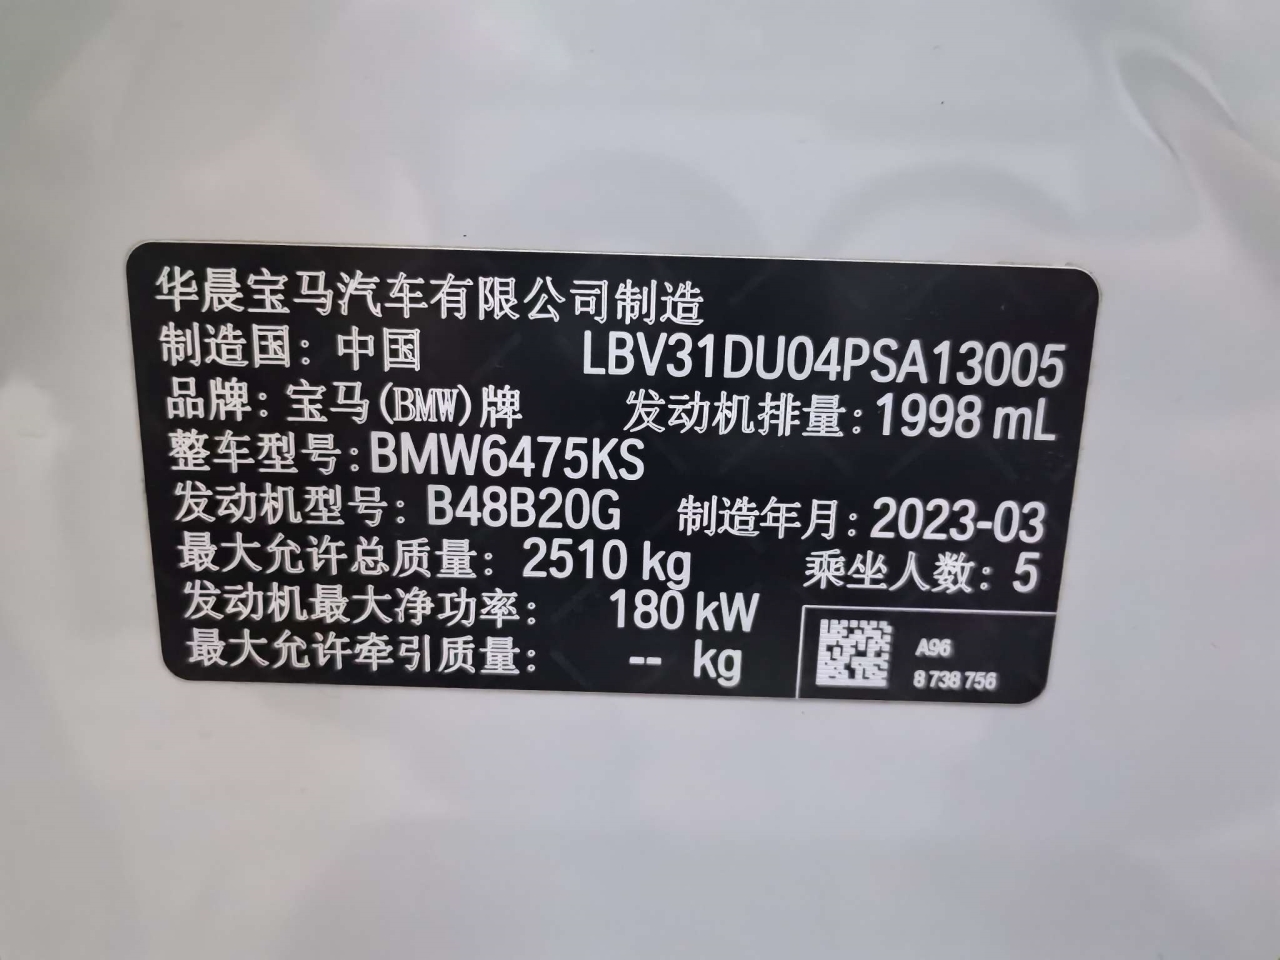 华晨宝马汽车有限公司制造
制造国：中国 LBV31DU04PSA13005
品牌：宝马(BMW)牌 发动机排量：1998 mL
整车型号：BMW6475KS
发动机型号：B48B20G 制造年月：2023-03
最大允许总质量：2510 kg 乘坐人数：5
发动机最大净功率：180 kW
最大允许牵引质量：-- kg
A96
8 738 756